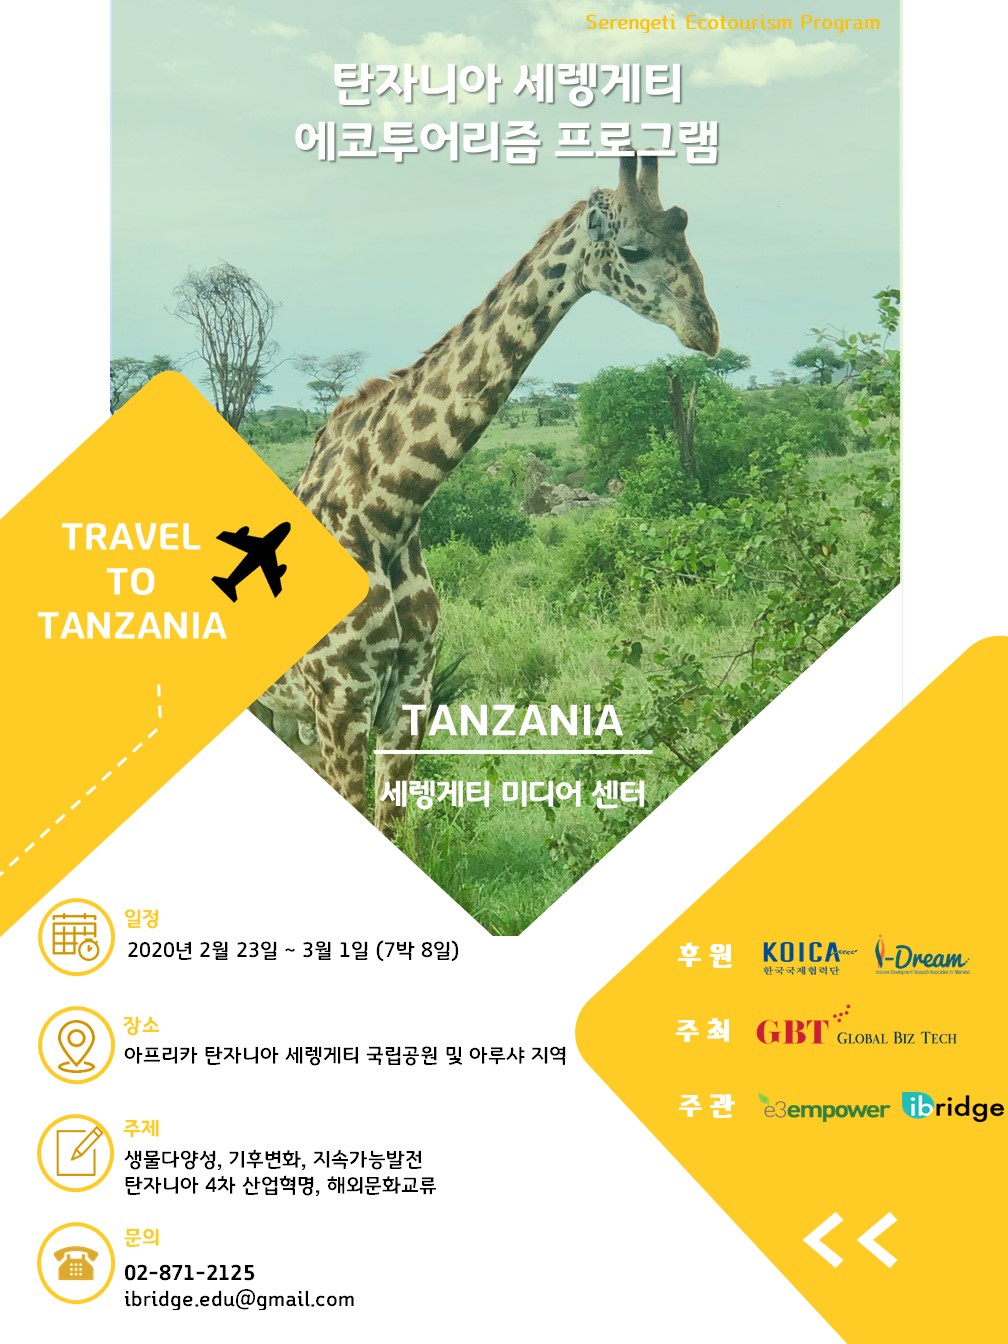 Serengeti Ecotourism Program
탄자니아 세렝게티
에코투어리즘 프로그램
TRAVEL
TO
TANZANIA
TANZANIA
세렝게티 미디어 센터
일정
2020년 2월 23일 ~ 3월 1일 (7박 8일)
장소
아프리카 탄자니아 세렝게티 국립공원 및 아루샤 지역
주제
생물다양성, 기후변화, 지속가능발전
탄자니아 4차 산업혁명, 해외문화교류
문의
02-871-2125
ibridge.edu@gmail.com
후 원
KOICA
한국국제협력단
i-Dream
주 최
GBT GLOBAL BIZ TECH
주 관
e3empower
ibridge